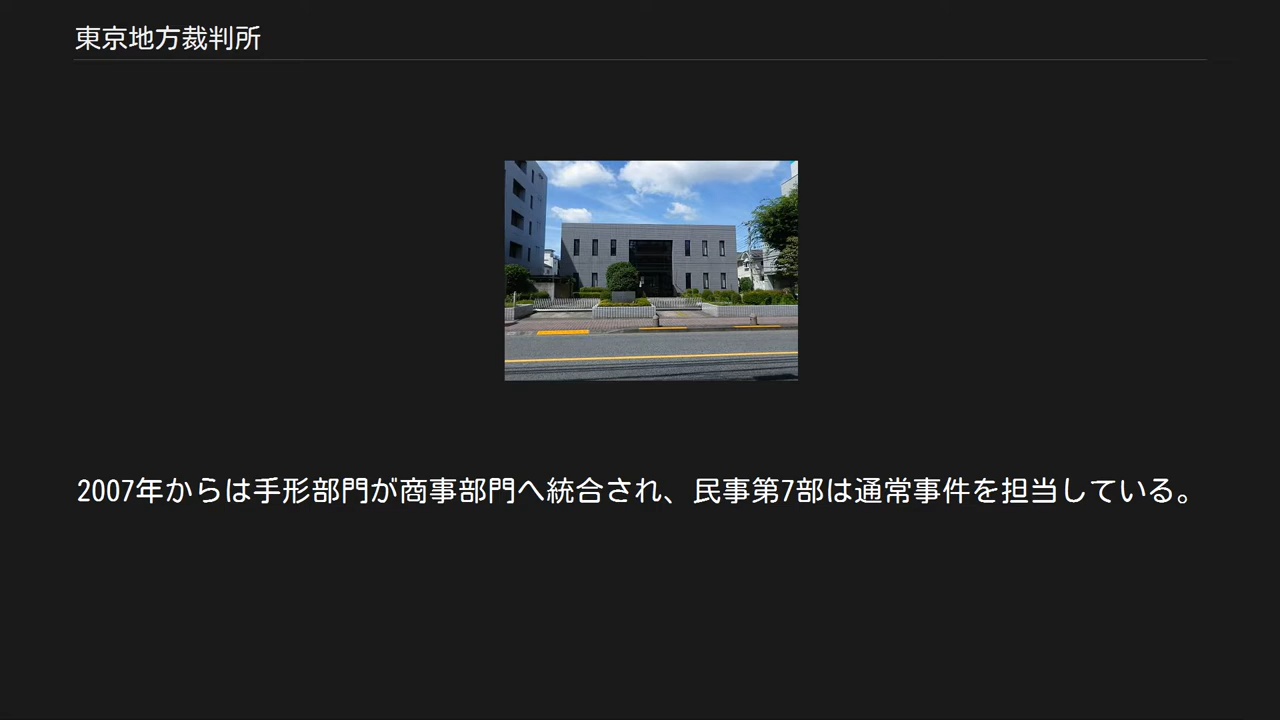 東京地方裁判所
2007年からは手形部門が商事部門へ統合され、民事第7部は通常事件を担当している。